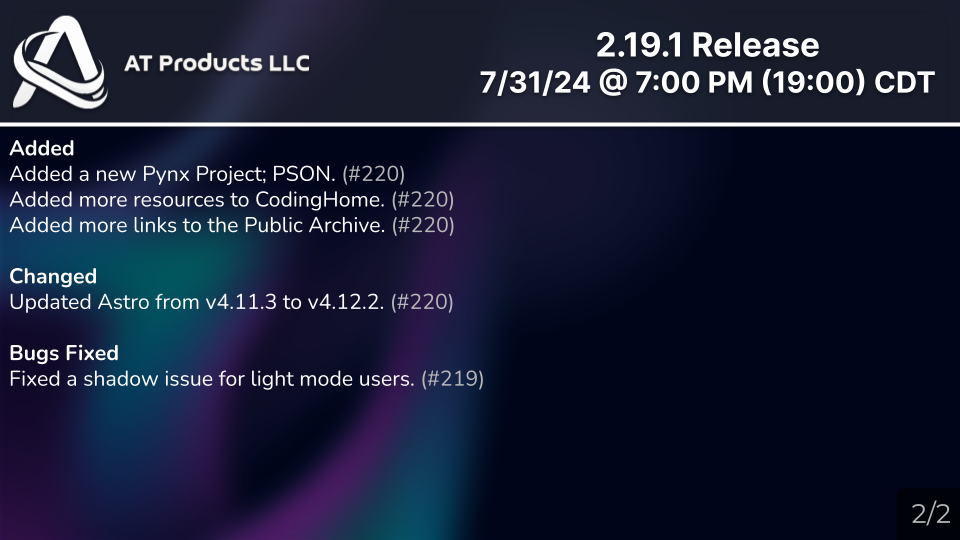 AT Products LLC
2.19.1 Release
7/31/24 @ 7:00 PM (19:00) CDT
Added
Added a new Pynx Project; PSON. (#220)
Added more resources to CodingHome. (#220)
Added more links to the Public Archive. (#220)
Changed
Updated Astro from v4.11.3 to v4.12.2. (#220)
Bugs Fixed
Fixed a shadow issue for light mode users. (#219)
2/2